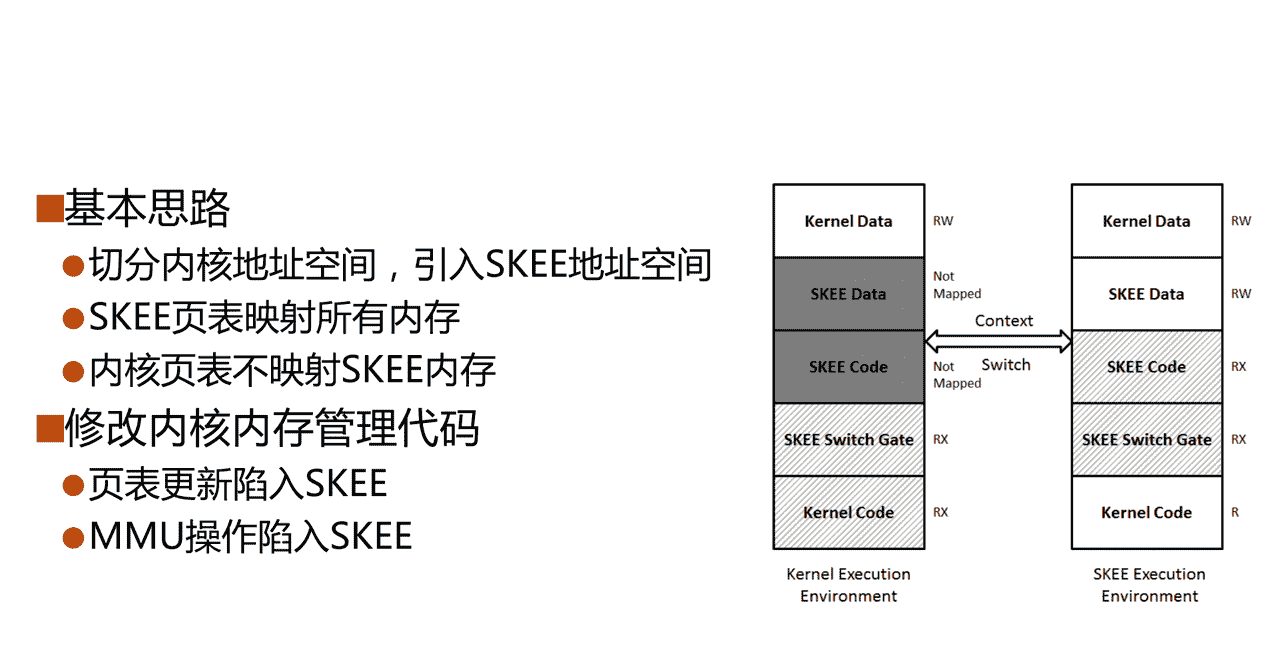 基本思路
切分内核地址空间，引入SKEE地址空间
SKEE页表映射所有内存
内核页表不映射SKEE内存
修改内核内存管理代码
页表更新陷入SKEE
MMU操作陷入SKEE
Kernel Data
RW
SKEE Data
Not
Mapped
SKEE Code
Not
Mapped
SKEE Switch Gate
RX
Kernel Code
RX
Kernel Execution
Environment
Context
Switch
Kernel Data
RW
SKEE Data
RW
SKEE Code
RX
SKEE Switch Gate
RX
Kernel Code
R
SKEE Execution
Environment